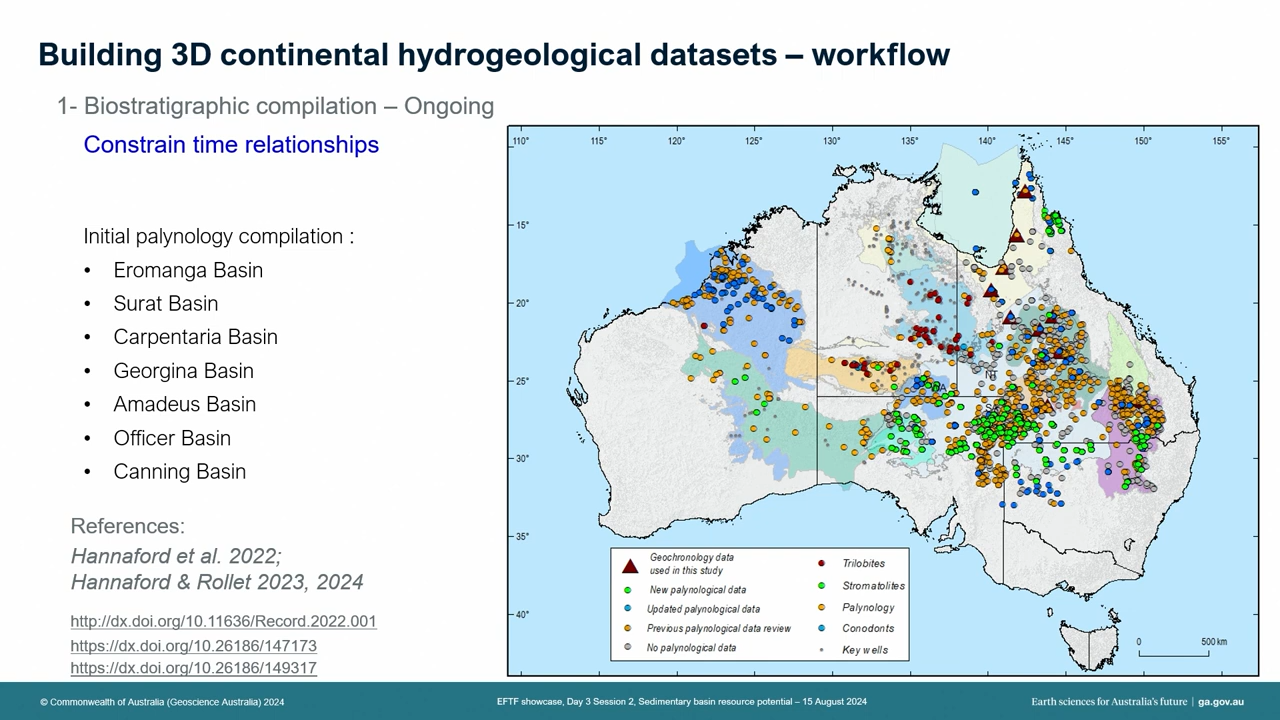 Building 3D continental hydrogeological datasets – workflow
1- Biostratigraphic compilation – Ongoing
Constrain time relationships
Initial palynology compilation :
• Eromanga Basin
• Surat Basin
• Carpentaria Basin
• Georgina Basin
• Amadeus Basin
• Officer Basin
• Canning Basin
References:
Hannaford et al. 2022;
Hannaford & Rollet 2023, 2024
http://dx.doi.org/10.11636/Record.2022.001
https://dx.doi.org/10.26186/147173
https://dx.doi.org/10.26186/149317
110° 115° 120° 125° 130° 135° 140° 145° 150° 155°
15°
20°
25°
30°
35°
40°
NT
Geochronology data
used in this study
New palynological data
Updated palynological data
Previous palynological data review
No palynological data
Trilobites
Stromatolites
Palynology
Conodonts
Key wells
0 500 km
© Commonwealth of Australia (Geoscience Australia) 2024
EFTF showcase, Day 3 Session 2, Sedimentary basin resource potential – 15 August 2024
Earth sciences for Australia's future | ga.gov.au